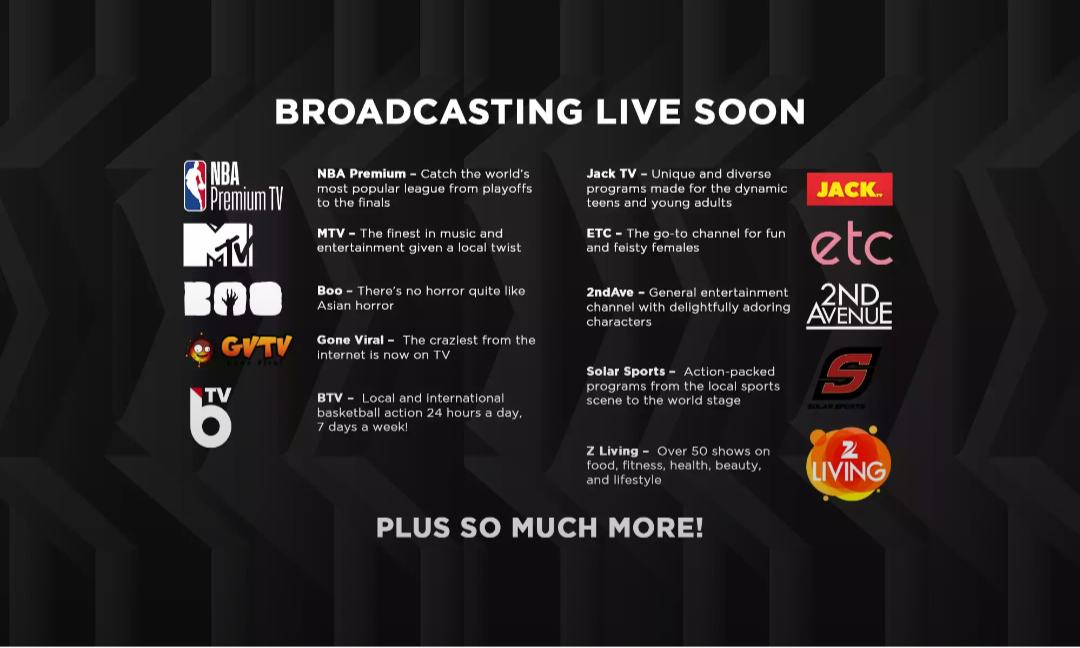 BROADCASTING LIVE SOON
NBA
Premium TV
NBA Premium – Catch the world's
most popular league from playoffs
to the finals
MTV
MTV – The finest in music and
entertainment given a local twist
BOO
Boo – There's no horror quite like
Asian horror
GVTV
Gone Viral – The craziest from the
internet is now on TV
TV
b
BTV – Local and International
basketball action 24 hours a day,
7 days a week!
Jack TV – Unique and diverse
programs made for the dynamic
teens and young adults
JACK TV
ETC – The go-to channel for fun
and feisty females
etc
2ndAve – General entertainment
channel with delightfully adoring
characters
2ND
AVENUE
Solar Sports – Action-packed
programs from the local sports
scene to the world stage
S
SOLAR SPORTS
Z Living – Over 50 shows on
food, fitness, health, beauty,
and lifestyle
Z
LIVING
PLUS SO MUCH MORE!